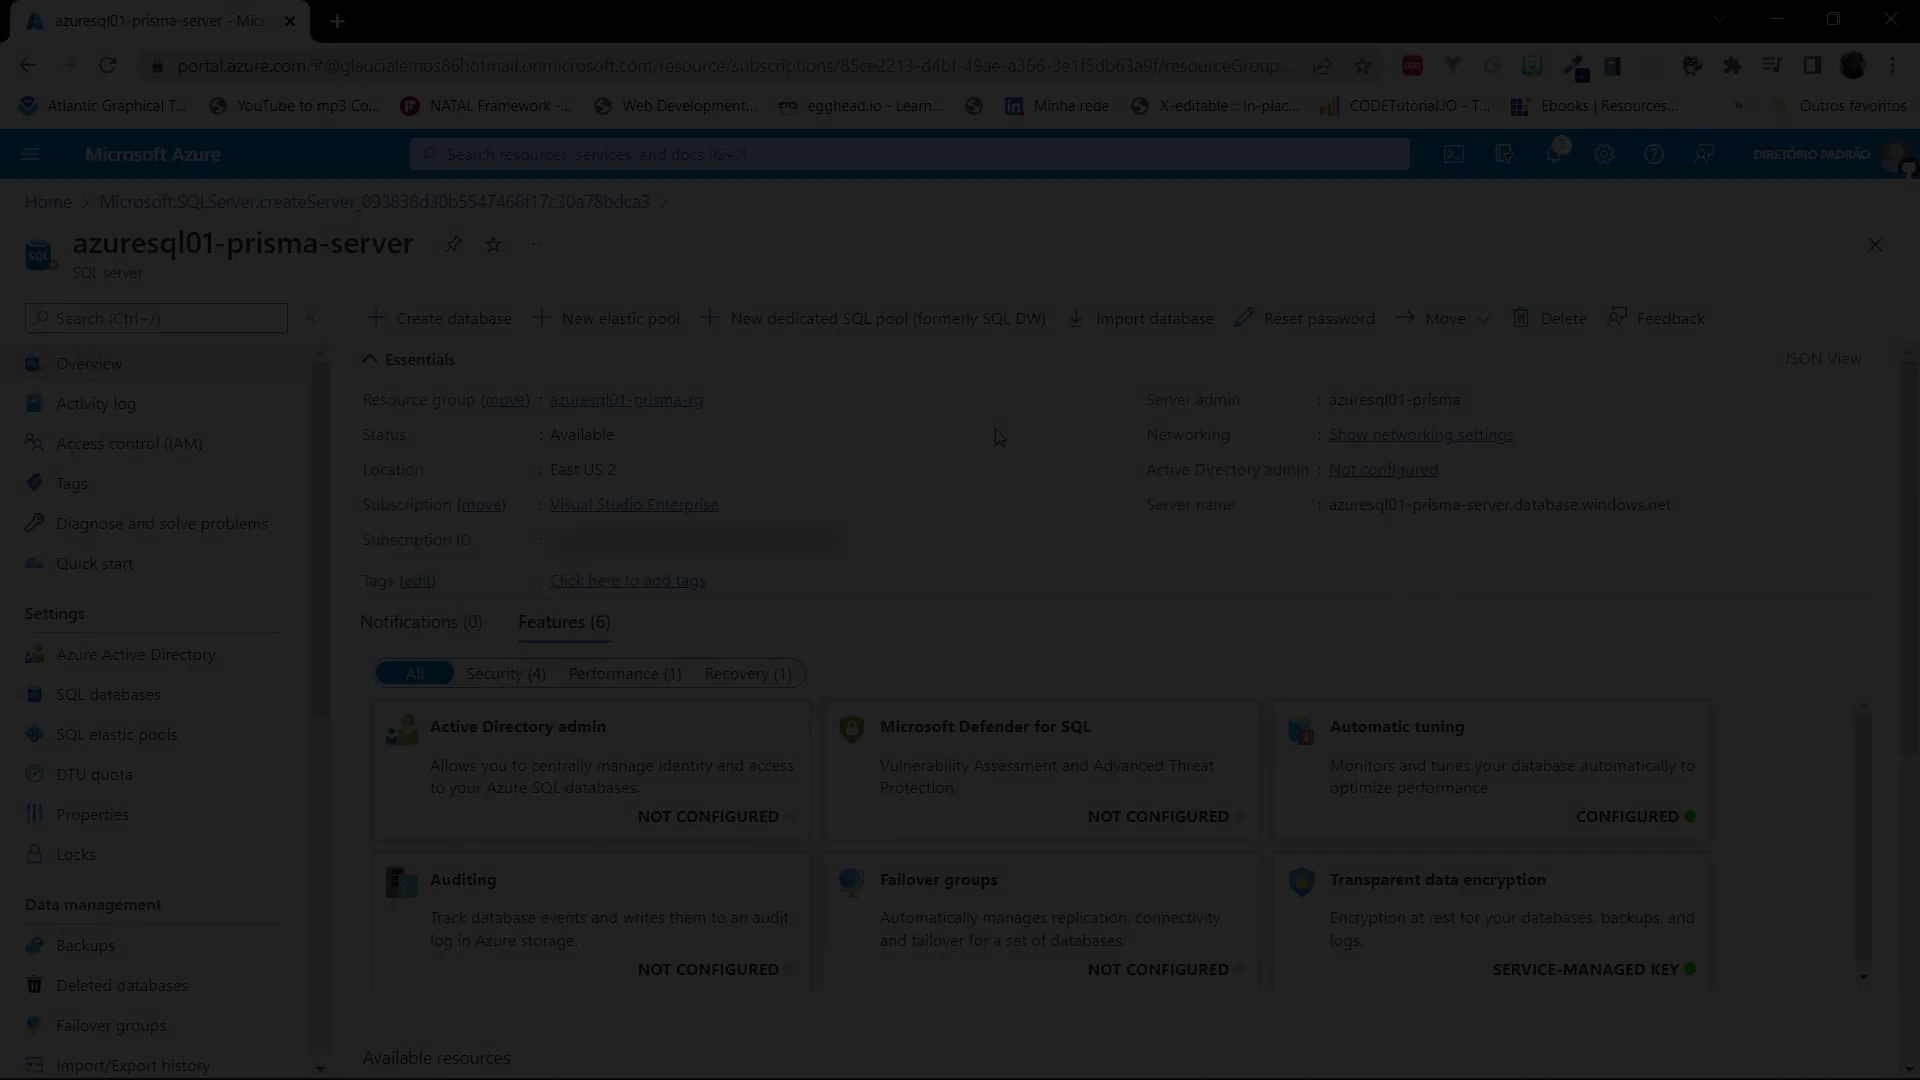 azuresql01-prisma-server - Micr
portal.azure.com/#@glaucialemos86hotmail.onmicrosoft.com/resource/subscriptions/85ce2213-d4bf-49ae-a366-3e1f5db63a9f/resourceGroup...
Atlantic Graphical T... YouTube to mp3 Co... NATAL Framework -... Web Development... egghead.io - Learn... Minha rede X-editable :: In-plac... CODETutorial.IO - T... Ebooks | Resources... » Outros favoritos
Microsoft Azure
Search resources, services, and docs (G+/)
3
DIRETÓRIO PADRÃO
Home > Microsoft.SQLServer.createServer_093838d30b5547468f17c30a78bdca3 >
azuresql01-prisma-server
SQL server
Search (Ctrl+/)
Create database
New elastic pool
New dedicated SQL pool (formerly SQL DW)
Import database
Reset password
Move
Delete
Feedback
Overview
Activity log
Access control (IAM)
Tags
Diagnose and solve problems
Quick start
Settings
Azure Active Directory
SQL databases
SQL elastic pools
DTU quota
Properties
Locks
Data management
Backups
Deleted databases
Failover groups
Import/Export history
Essentials
JSON View
Resource group (move) : azuresql01-prisma-rg
Status : Available
Location : East US 2
Subscription (move) : Visual Studio Enterprise
Subscription ID :
Tags (edit) : Click here to add tags
Server admin : azuresql01-prisma
Networking : Show networking settings
Active Directory admin : Not configured
Server name : azuresql01-prisma-server.database.windows.net
Notifications (0)
Features (6)
All
Security (4)
Performance (1)
Recovery (1)
Active Directory admin
Allows you to centrally manage identity and access
to your Azure SQL databases.
NOT CONFIGURED
Microsoft Defender for SQL
Vulnerability Assessment and Advanced Threat
Protection.
NOT CONFIGURED
Automatic tuning
Monitors and tunes your database automatically to
optimize performance.
CONFIGURED
Auditing
Track database events and writes them to an audit
log in Azure storage.
NOT CONFIGURED
Failover groups
Automatically manages replication, connectivity
and failover for a set of databases.
NOT CONFIGURED
Transparent data encryption
Encryption at rest for your databases, backups, and
logs.
SERVICE-MANAGED KEY
Available resources